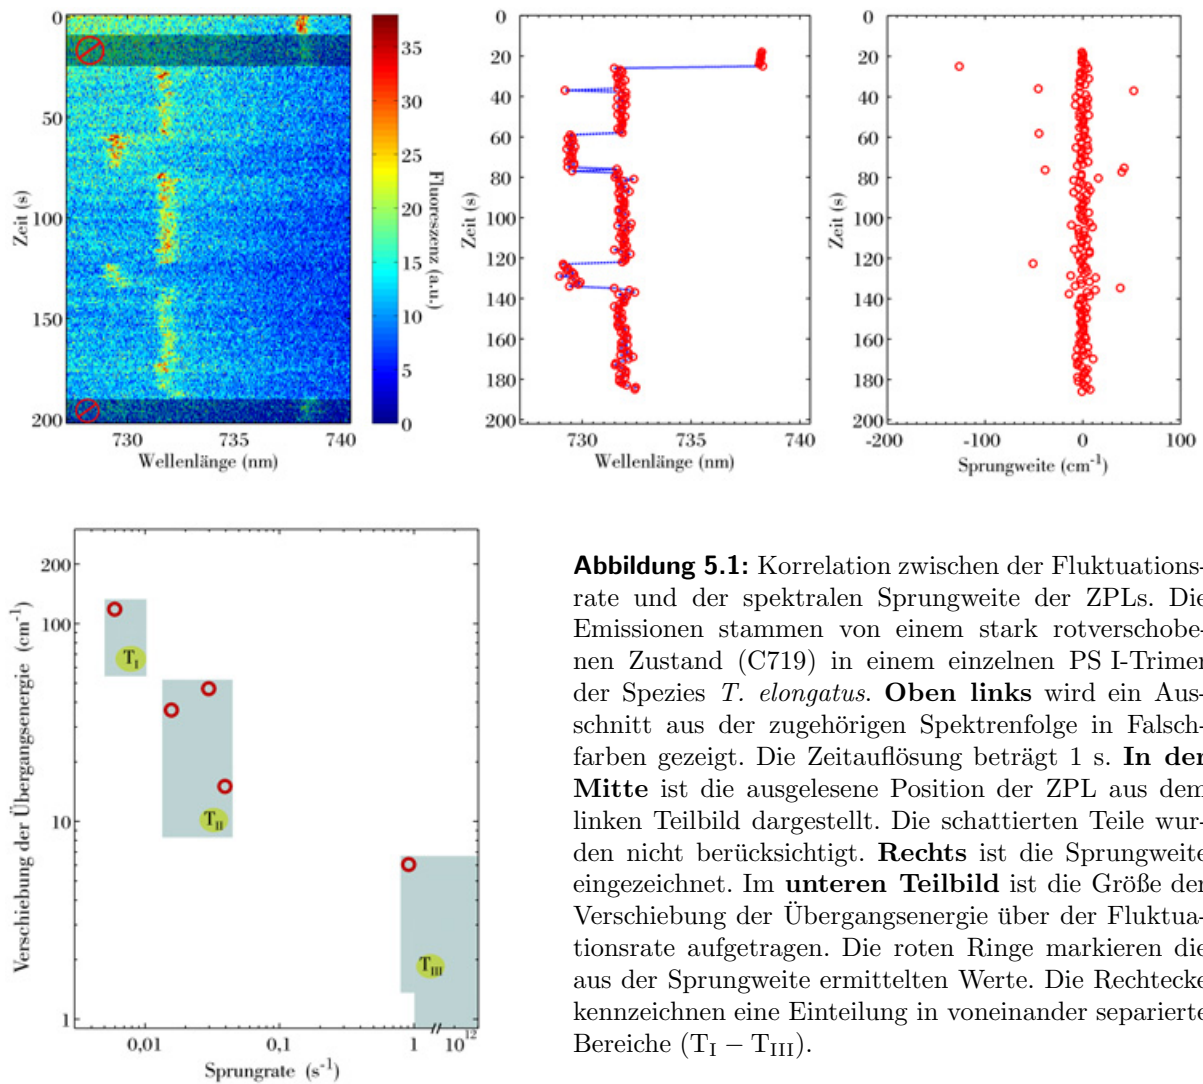 0
50
100
150
200
Zeit (s)
730
735
740
Wellenlänge (nm)
35
30
25
20
15
10
5
0
Fluoreszenz (a.u.)
0
20
40
60
80
100
120
140
160
180
200
Zeit (s)
730
735
740
Wellenlänge (nm)
0
20
40
60
80
100
120
140
160
180
200
Zeit (s)
-200
-100
0
100
Sprungweite (cm⁻¹)
200
100
10
1
Verschiebung der Übergangsenergie (cm⁻¹)
T_I
T_II
T_III
0,01
0,1
1
10¹²
Sprungrate (s⁻¹)
Abbildung 5.1: Korrelation zwischen der Fluktuations-
rate und der spektralen Sprungweite der ZPLs. Die
Emissionen stammen von einem stark rotverschobe-
nen Zustand (C719) in einem einzelnen PS I-Trimer
der Spezies T. elongatus. Oben links wird ein Aus-
schnitt aus der zugehörigen Spektrenfolge in Falsch-
farben gezeigt. Die Zeitauflösung beträgt 1 s. In der
Mitte ist die ausgelesene Position der ZPL aus dem
linken Teilbild dargestellt. Die schattierten Teile wur-
den nicht berücksichtigt. Rechts ist die Sprungweite
eingezeichnet. Im unteren Teilbild ist die Größe der
Verschiebung der Übergangsenergie über der Fluktua-
tionsrate aufgetragen. Die roten Ringe markieren die
aus der Sprungweite ermittelten Werte. Die Rechtecke
kennzeichnen eine Einteilung in voneinander separierte
Bereiche (T_I – T_III).